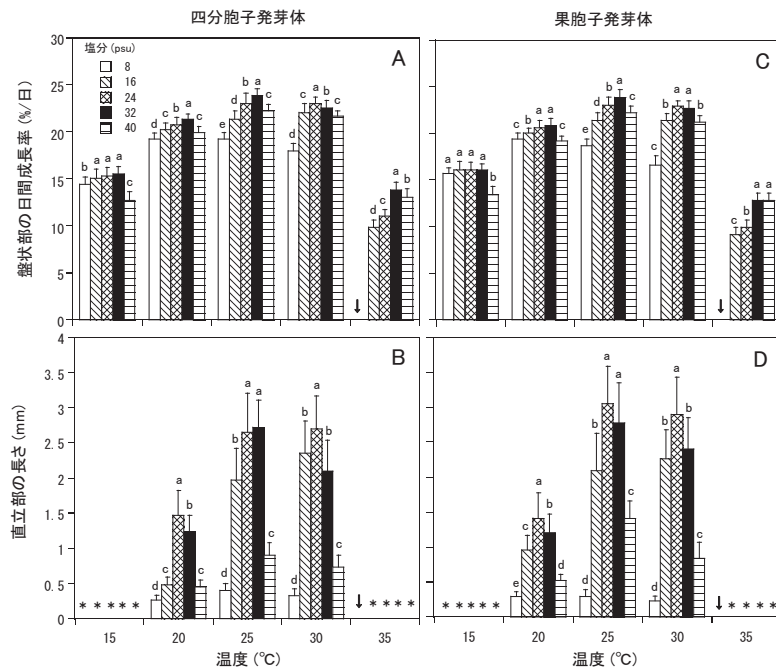 四分胞子発芽体
果胞子発芽体
盤状部の日間成長率 (%/日)
30
25
20
15
10
5
0
塩分 (psu)
8
16
24
32
40
A
b a a a c
d c b a c
d c b a c
d c a b c
d c a b
C
a a a a b
c b a a c
e d b a c
c b a a b
c b a a
直立部の長さ (mm)
4
3.5
3
2.5
2
1.5
1
0.5
0
B
* * * * *
d c a b c
d b a a c
d b a b c
* * * *
15 20 25 30 35
温度 (℃)
D
* * * * *
e c a b d
d b a a c
d b a b c
* * * *
15 20 25 30 35
温度 (℃)